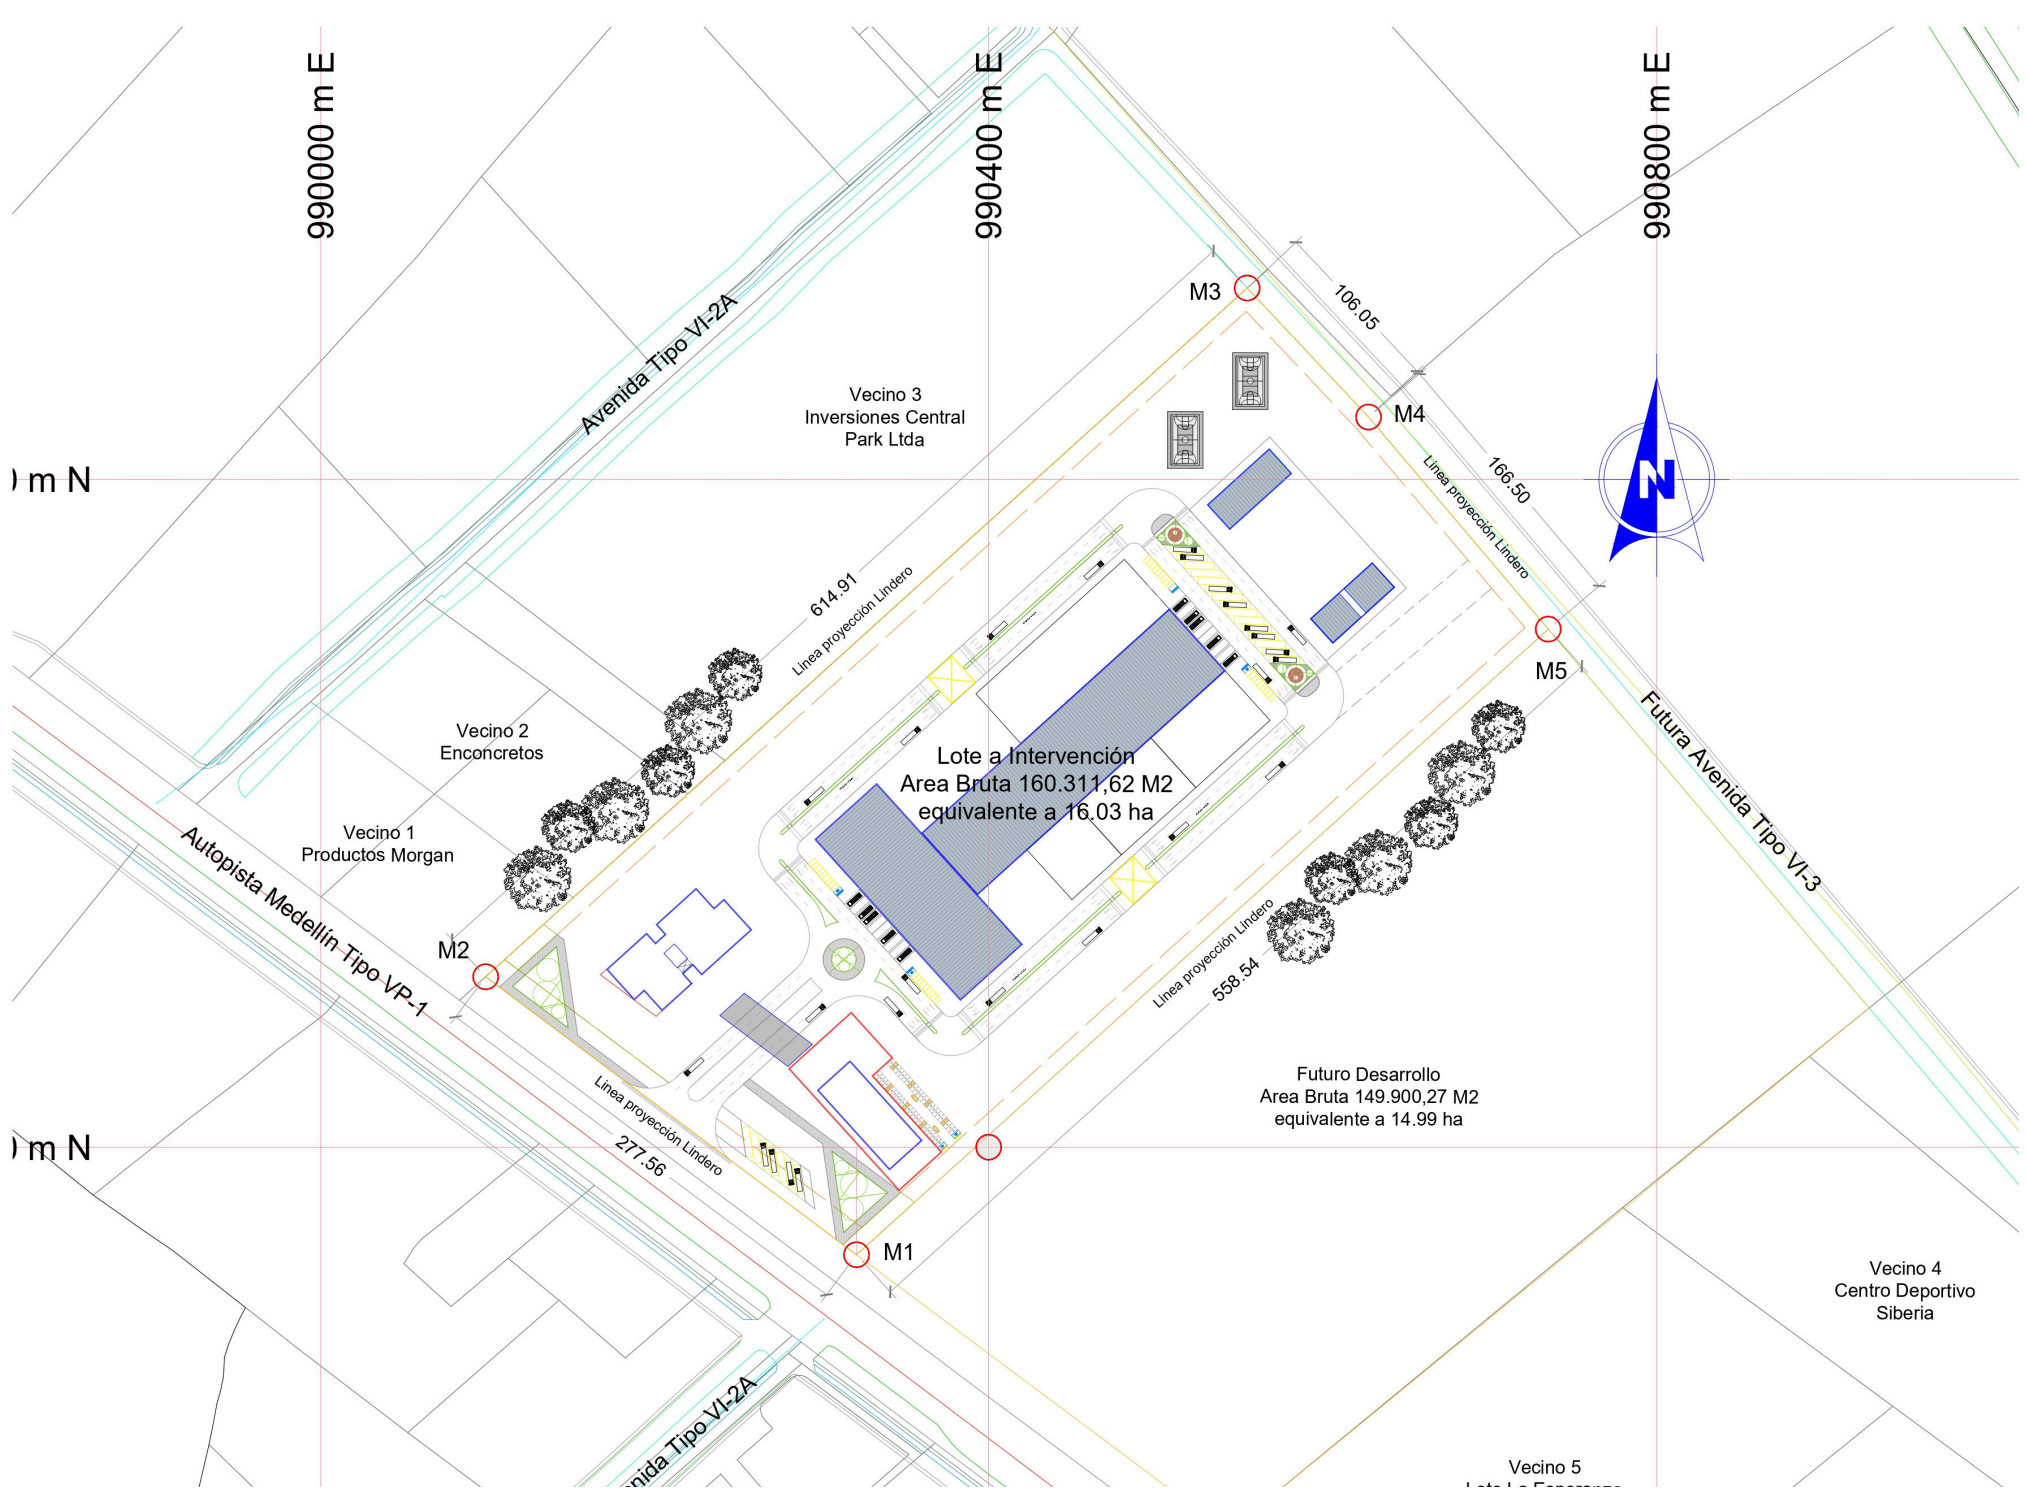 990000 m E
990400 m E
990800 m E
M3
106.05
M4
Avenida Tipo VI-2A
Vecino 3
Inversiones Central
Park Ltda
) m N
N
166.50
Linea proyección Lindero
614.91
Linea proyección Lindero
M5
Vecino 2
Enconcretos
Futura Avenida Tipo VI-3
Lote a Intervención
Area Bruta 160.311,62 M2
equivalente a 16.03 ha
Vecino 1
Productos Morgan
Autopista Medellín Tipo VP-1
M2
Linea proyección Lindero
558.54
Linea proyección Lindero
277.56
Futuro Desarrollo
Area Bruta 149.900,27 M2
equivalente a 14.99 ha
) m N
M1
Vecino 4
Centro Deportivo
Siberia
nida Tipo VI-2A
Vecino 5